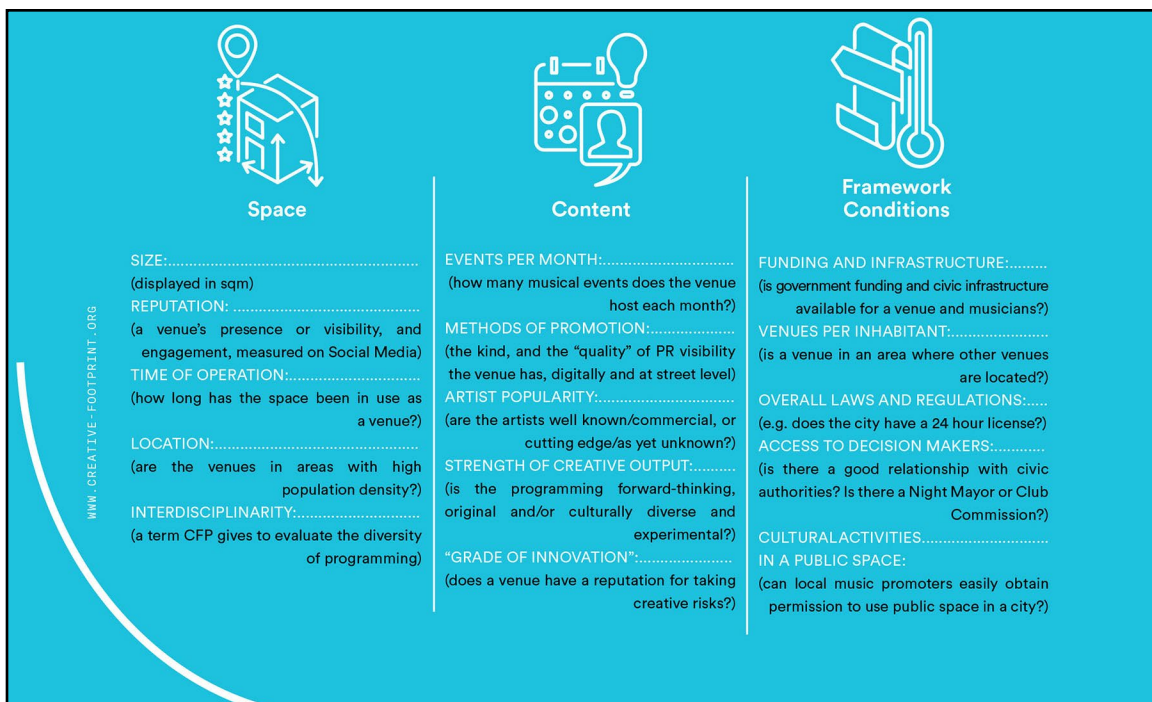 Space
SIZE:..................................................
(displayed in sqm)
REPUTATION: .....................................
(a venue's presence or visibility, and
engagement, measured on Social Media)
TIME OF OPERATION:..........................
(how long has the space been in use as
a venue?)
LOCATION:.........................................
(are the venues in areas with high
population density?)
INTERDISCIPLINARITY:.........................
(a term CFP gives to evaluate the diversity
of programming)
Content
EVENTS PER MONTH:...........................
(how many musical events does the venue
host each month?)
METHODS OF PROMOTION:.................
(the kind, and the “quality” of PR visibility
the venue has, digitally and at street level)
ARTIST POPULARITY:...........................
(are the artists well known/commercial, or
cutting edge/as yet unknown?)
STRENGTH OF CREATIVE OUTPUT:.........
(is the programming forward-thinking,
original and/or culturally diverse and
experimental?)
“GRADE OF INNOVATION”:...................
(does a venue have a reputation for taking
creative risks?)
Framework
Conditions
FUNDING AND INFRASTRUCTURE:........
(is government funding and civic infrastructure
available for a venue and musicians?)
VENUES PER INHABITANT:....................
(is a venue in an area where other venues
are located?)
OVERALL LAWS AND REGULATIONS:.....
(e.g. does the city have a 24 hour license?)
ACCESS TO DECISION MAKERS:...........
(is there a good relationship with civic
authorities? Is there a Night Mayor or Club
Commission?)
CULTURALACTIVITIES..........................
IN A PUBLIC SPACE:
(can local music promoters easily obtain
permission to use public space in a city?)
WWW.CREATIVE-FOOTPRINT.ORG